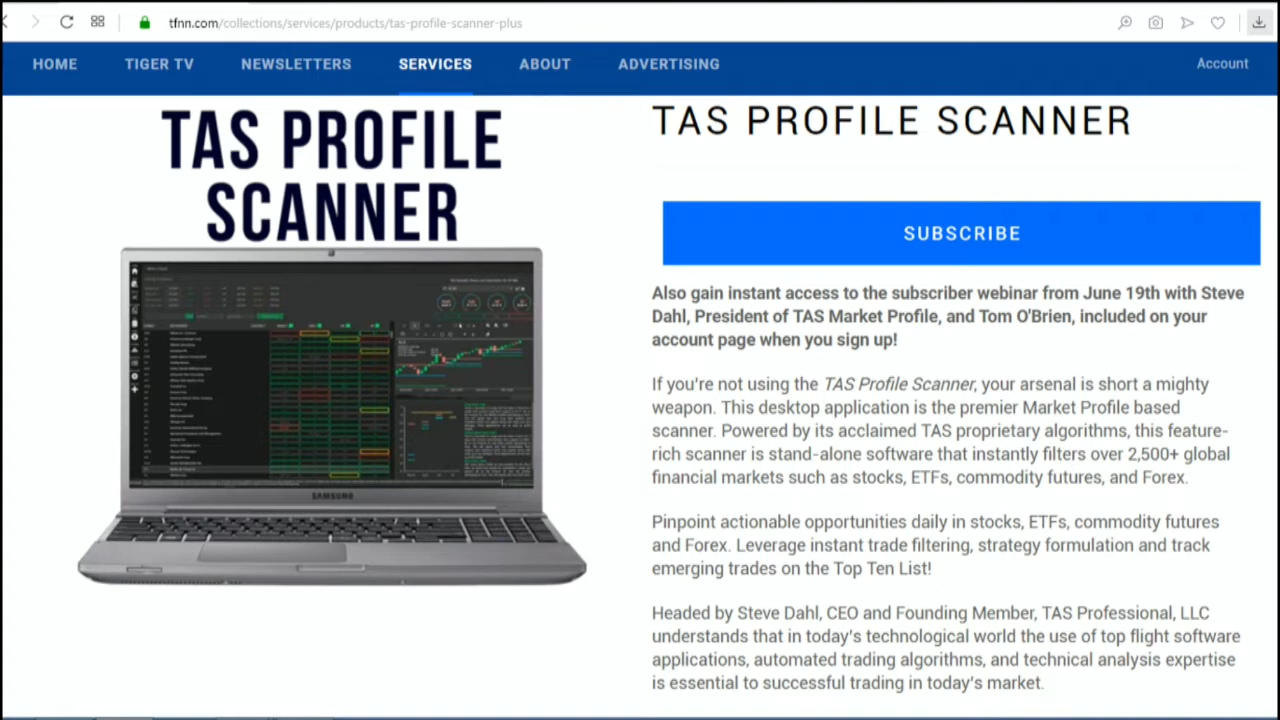 tfnn.com/collections/services/products/tas-profile-scanner-plus
HOME TIGER TV NEWSLETTERS SERVICES ABOUT ADVERTISING Account
TAS PROFILE
SCANNER
SAMSUNG
TAS PROFILE SCANNER
SUBSCRIBE
Also gain instant access to the subscriber webinar from June 19th with Steve
Dahl, President of TAS Market Profile, and Tom O'Brien, included on your
account page when you sign up!
If you're not using the TAS Profile Scanner, your arsenal is short a mighty
weapon. This desktop application is the premier Market Profile based
scanner. Powered by its acclaimed TAS proprietary algorithms, this feature-
rich scanner is stand-alone software that instantly filters over 2,500+ global
financial markets such as stocks, ETFs, commodity futures, and Forex.
Pinpoint actionable opportunities daily in stocks, ETFs, commodity futures
and Forex. Leverage instant trade filtering, strategy formulation and track
emerging trades on the Top Ten List!
Headed by Steve Dahl, CEO and Founding Member, TAS Professional, LLC
understands that in today's technological world the use of top flight software
applications, automated trading algorithms, and technical analysis expertise
is essential to successful trading in today's market.